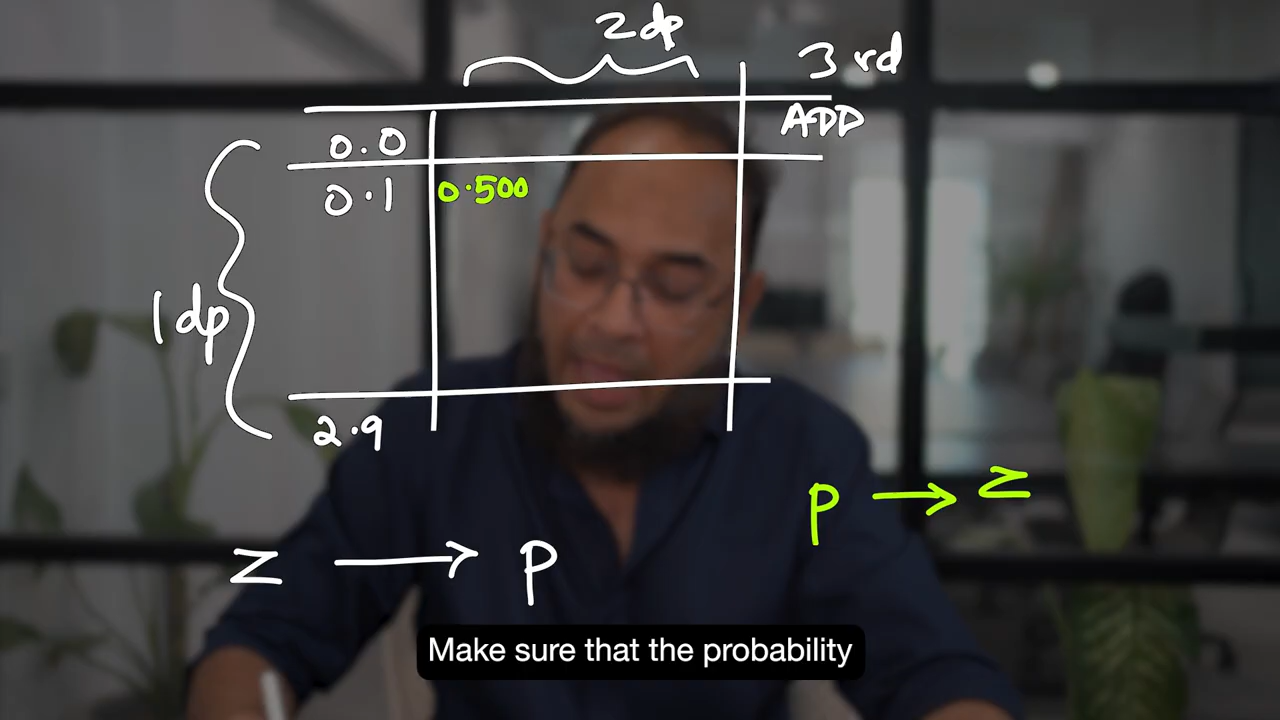 2dp
3rd
ADD
0.0
0.1 0.500
1dp
2.9
p → z
z → p
Make sure that the probability